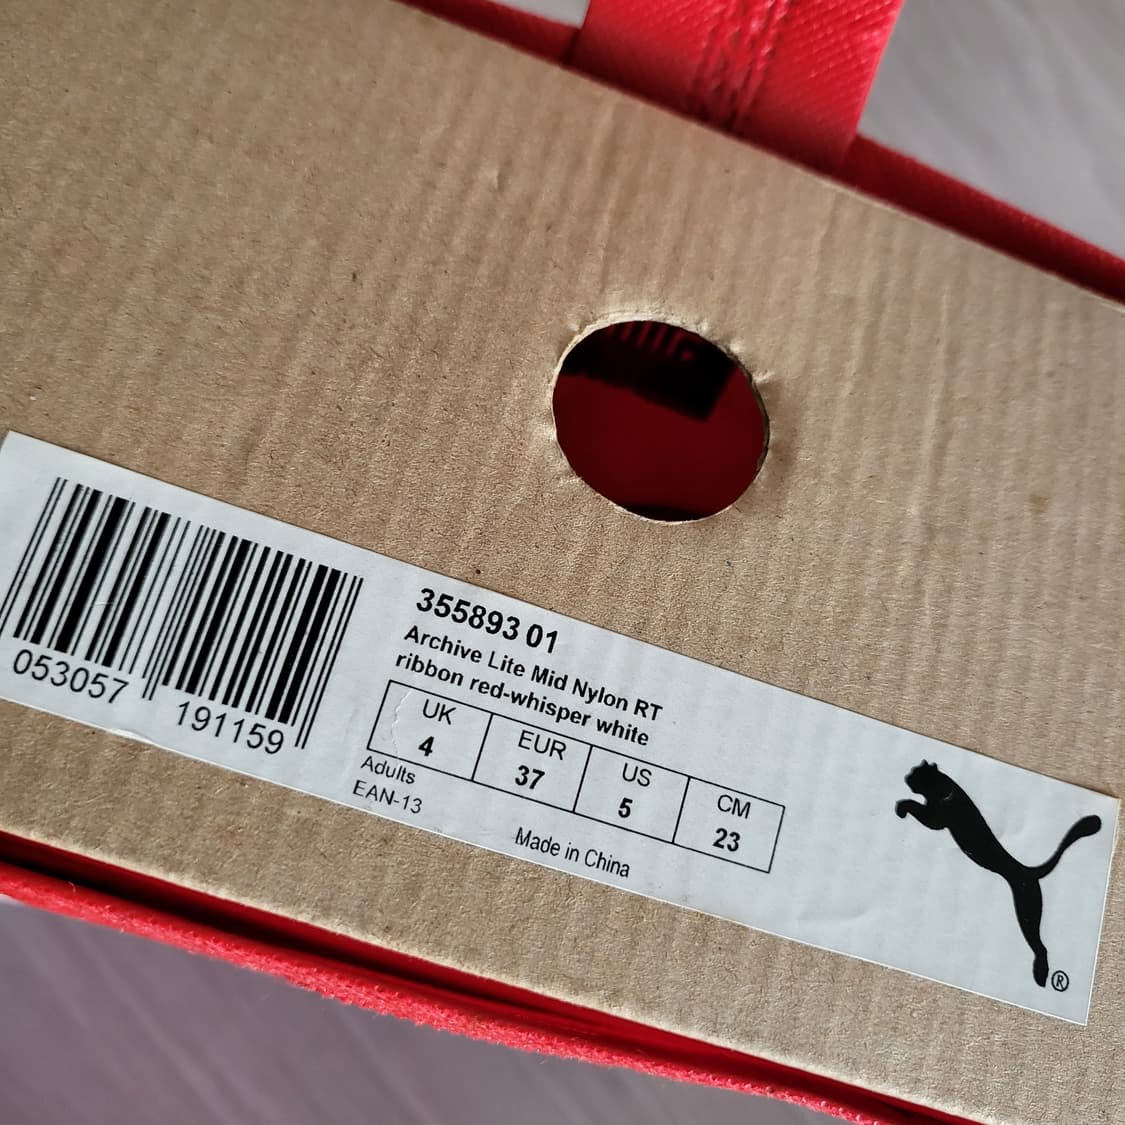 355893 01
Archive Lite Mid Nylon RT
ribbon red-whisper white
UK EUR US CM
4 37 5 23
Adults
EAN-13
Made in China
053057 191159
®